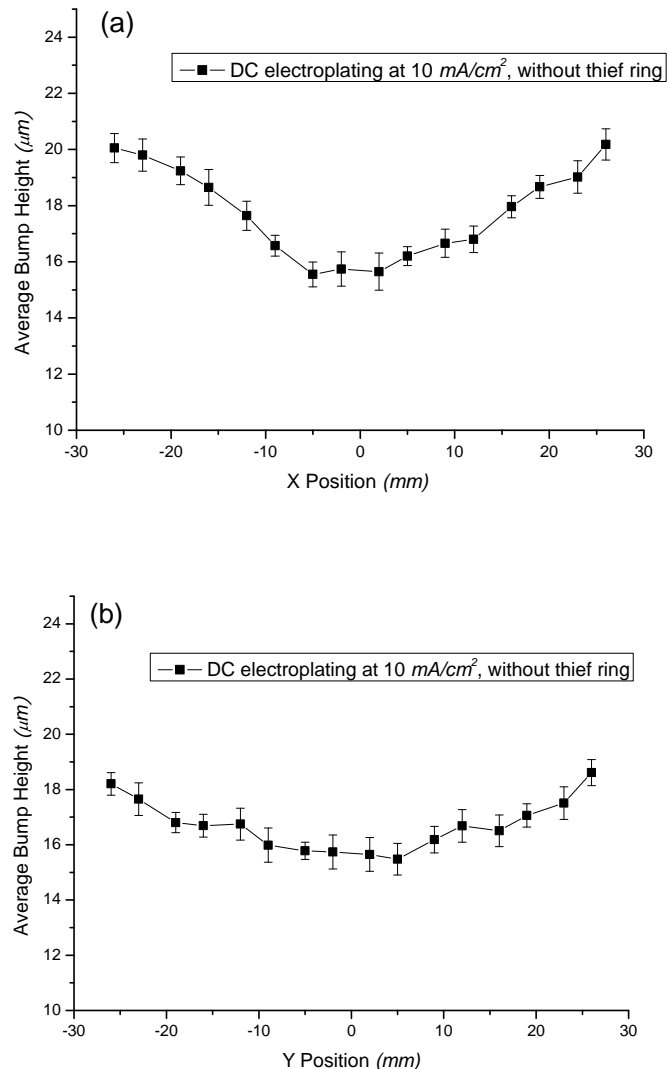 (a)
DC electroplating at 10 mA/cm², without thief ring
Average Bump Height (μm)
24
22
20
18
16
14
12
10
-30 -20 -10 0 10 20 30
X Position (mm)
(b)
DC electroplating at 10 mA/cm², without thief ring
Average Bump Height (μm)
24
22
20
18
16
14
12
10
-30 -20 -10 0 10 20 30
Y Position (mm)